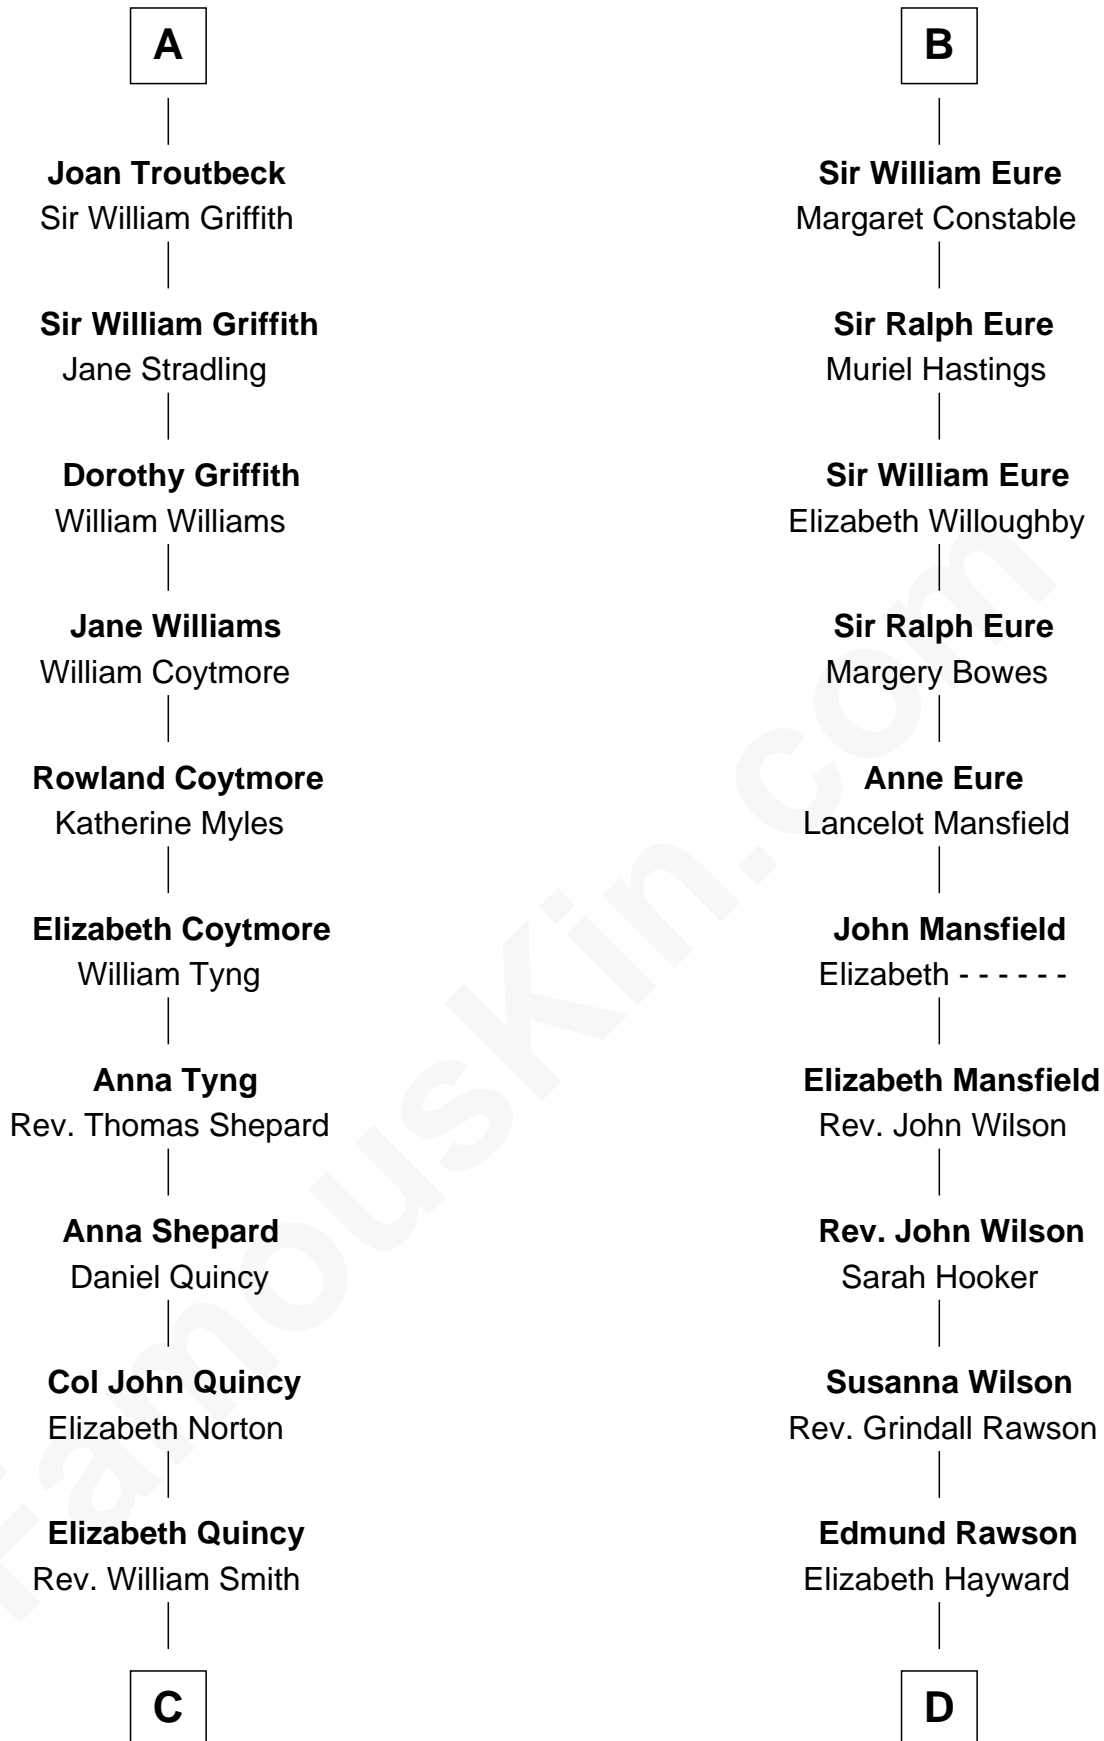 A
Joan Troutbeck
Sir William Griffith
Sir William Griffith
Jane Stradling
Dorothy Griffith
William Williams
Jane Williams
William Coytmore
Rowland Coytmore
Katherine Myles
Elizabeth Coytmore
William Tyng
Anna Tyng
Rev. Thomas Shepard
Anna Shepard
Daniel Quincy
Col John Quincy
Elizabeth Norton
Elizabeth Quincy
Rev. William Smith
C
B
Sir William Eure
Margaret Constable
Sir Ralph Eure
Muriel Hastings
Sir William Eure
Elizabeth Willoughby
Sir Ralph Eure
Margery Bowes
Anne Eure
Lancelot Mansfield
John Mansfield
Elizabeth - - - - - -
Elizabeth Mansfield
Rev. John Wilson
Rev. John Wilson
Sarah Hooker
Susanna Wilson
Rev. Grindall Rawson
Edmund Rawson
Elizabeth Hayward
D
FamousKin.com